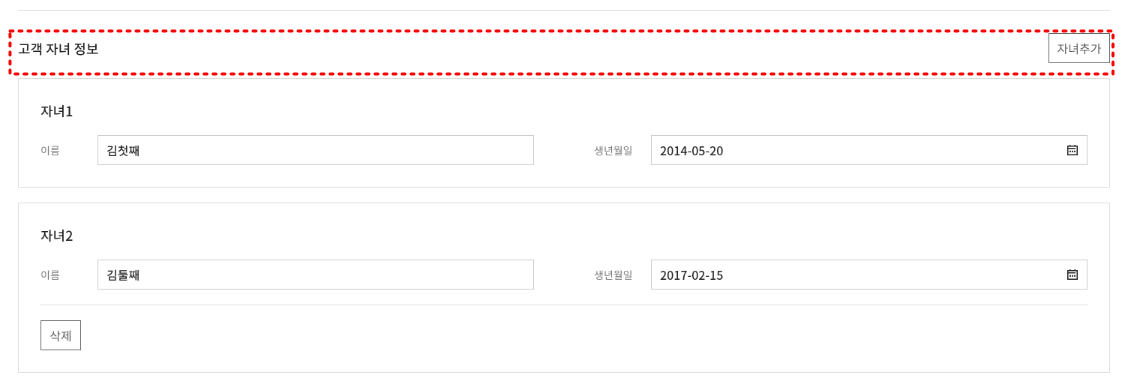 고객 자녀 정보 자녀추가
자녀1
이름 김첫째 생년월일 2014-05-20
자녀2
이름 김둘째 생년월일 2017-02-15
삭제